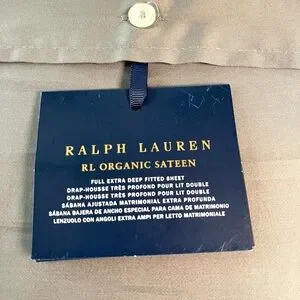 RALPH LAUREN
RL ORGANIC SATEEN
FULL EXTRA DEEP FITTED SHEET
DRAP-HOUSSE TRÈS PROFOND POUR LIT DOUBLE
DRAP-HOUSSE TRÈS PROFOND POUR LIT DOUBLE
SÁBANA AJUSTADA MATRIMONIAL EXTRA PROFUNDA
SÁBANA BAJERA DE ANCHO ESPECIAL PARA CAMA DE MATRIMONIO
LENZUOLO CON ANGOLI EXTRA AMPI PER LETTO MATRIMONIALE